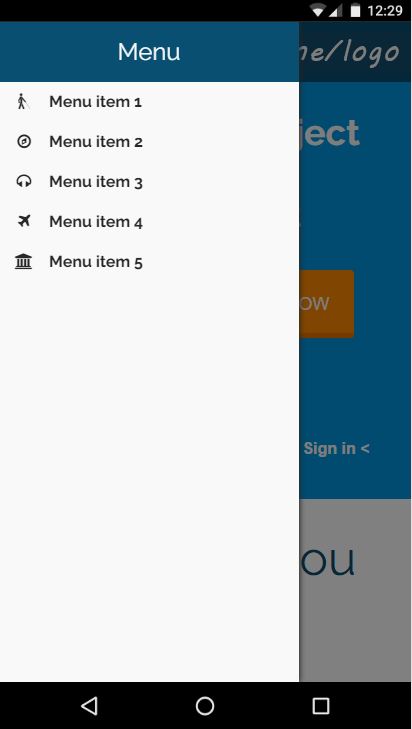 12:29
Menu
ne/logo
Menu item 1
ject
Menu item 2
Menu item 3
Menu item 4
Menu item 5
ow
Sign in <
ou